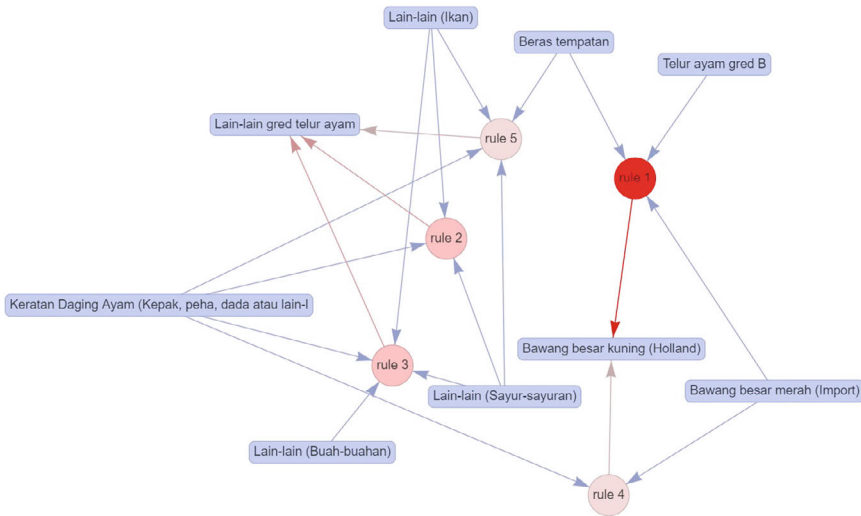 Lain-lain (Ikan)
Beras tempatan
Telur ayam gred B
Lain-lain gred telur ayam
rule 5
rule 1
rule 2
Keratan Daging Ayam (Kepak, peha, dada atau lain-l
Bawang besar kuning (Holland)
rule 3
Bawang besar merah (Import)
Lain-lain (Sayur-sayuran)
Lain-lain (Buah-buahan)
rule 4